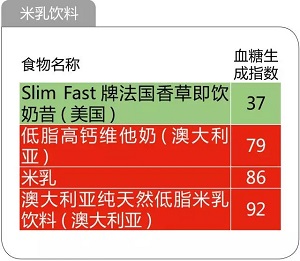 米乳饮料
食物名称
血糖生
成指数
Slim Fast 牌法国香草即饮
奶昔(美国)
37
低脂高钙维他奶(澳大利
亚)
79
米乳
86
澳大利亚纯天然低脂米乳
饮料(澳大利亚)
92